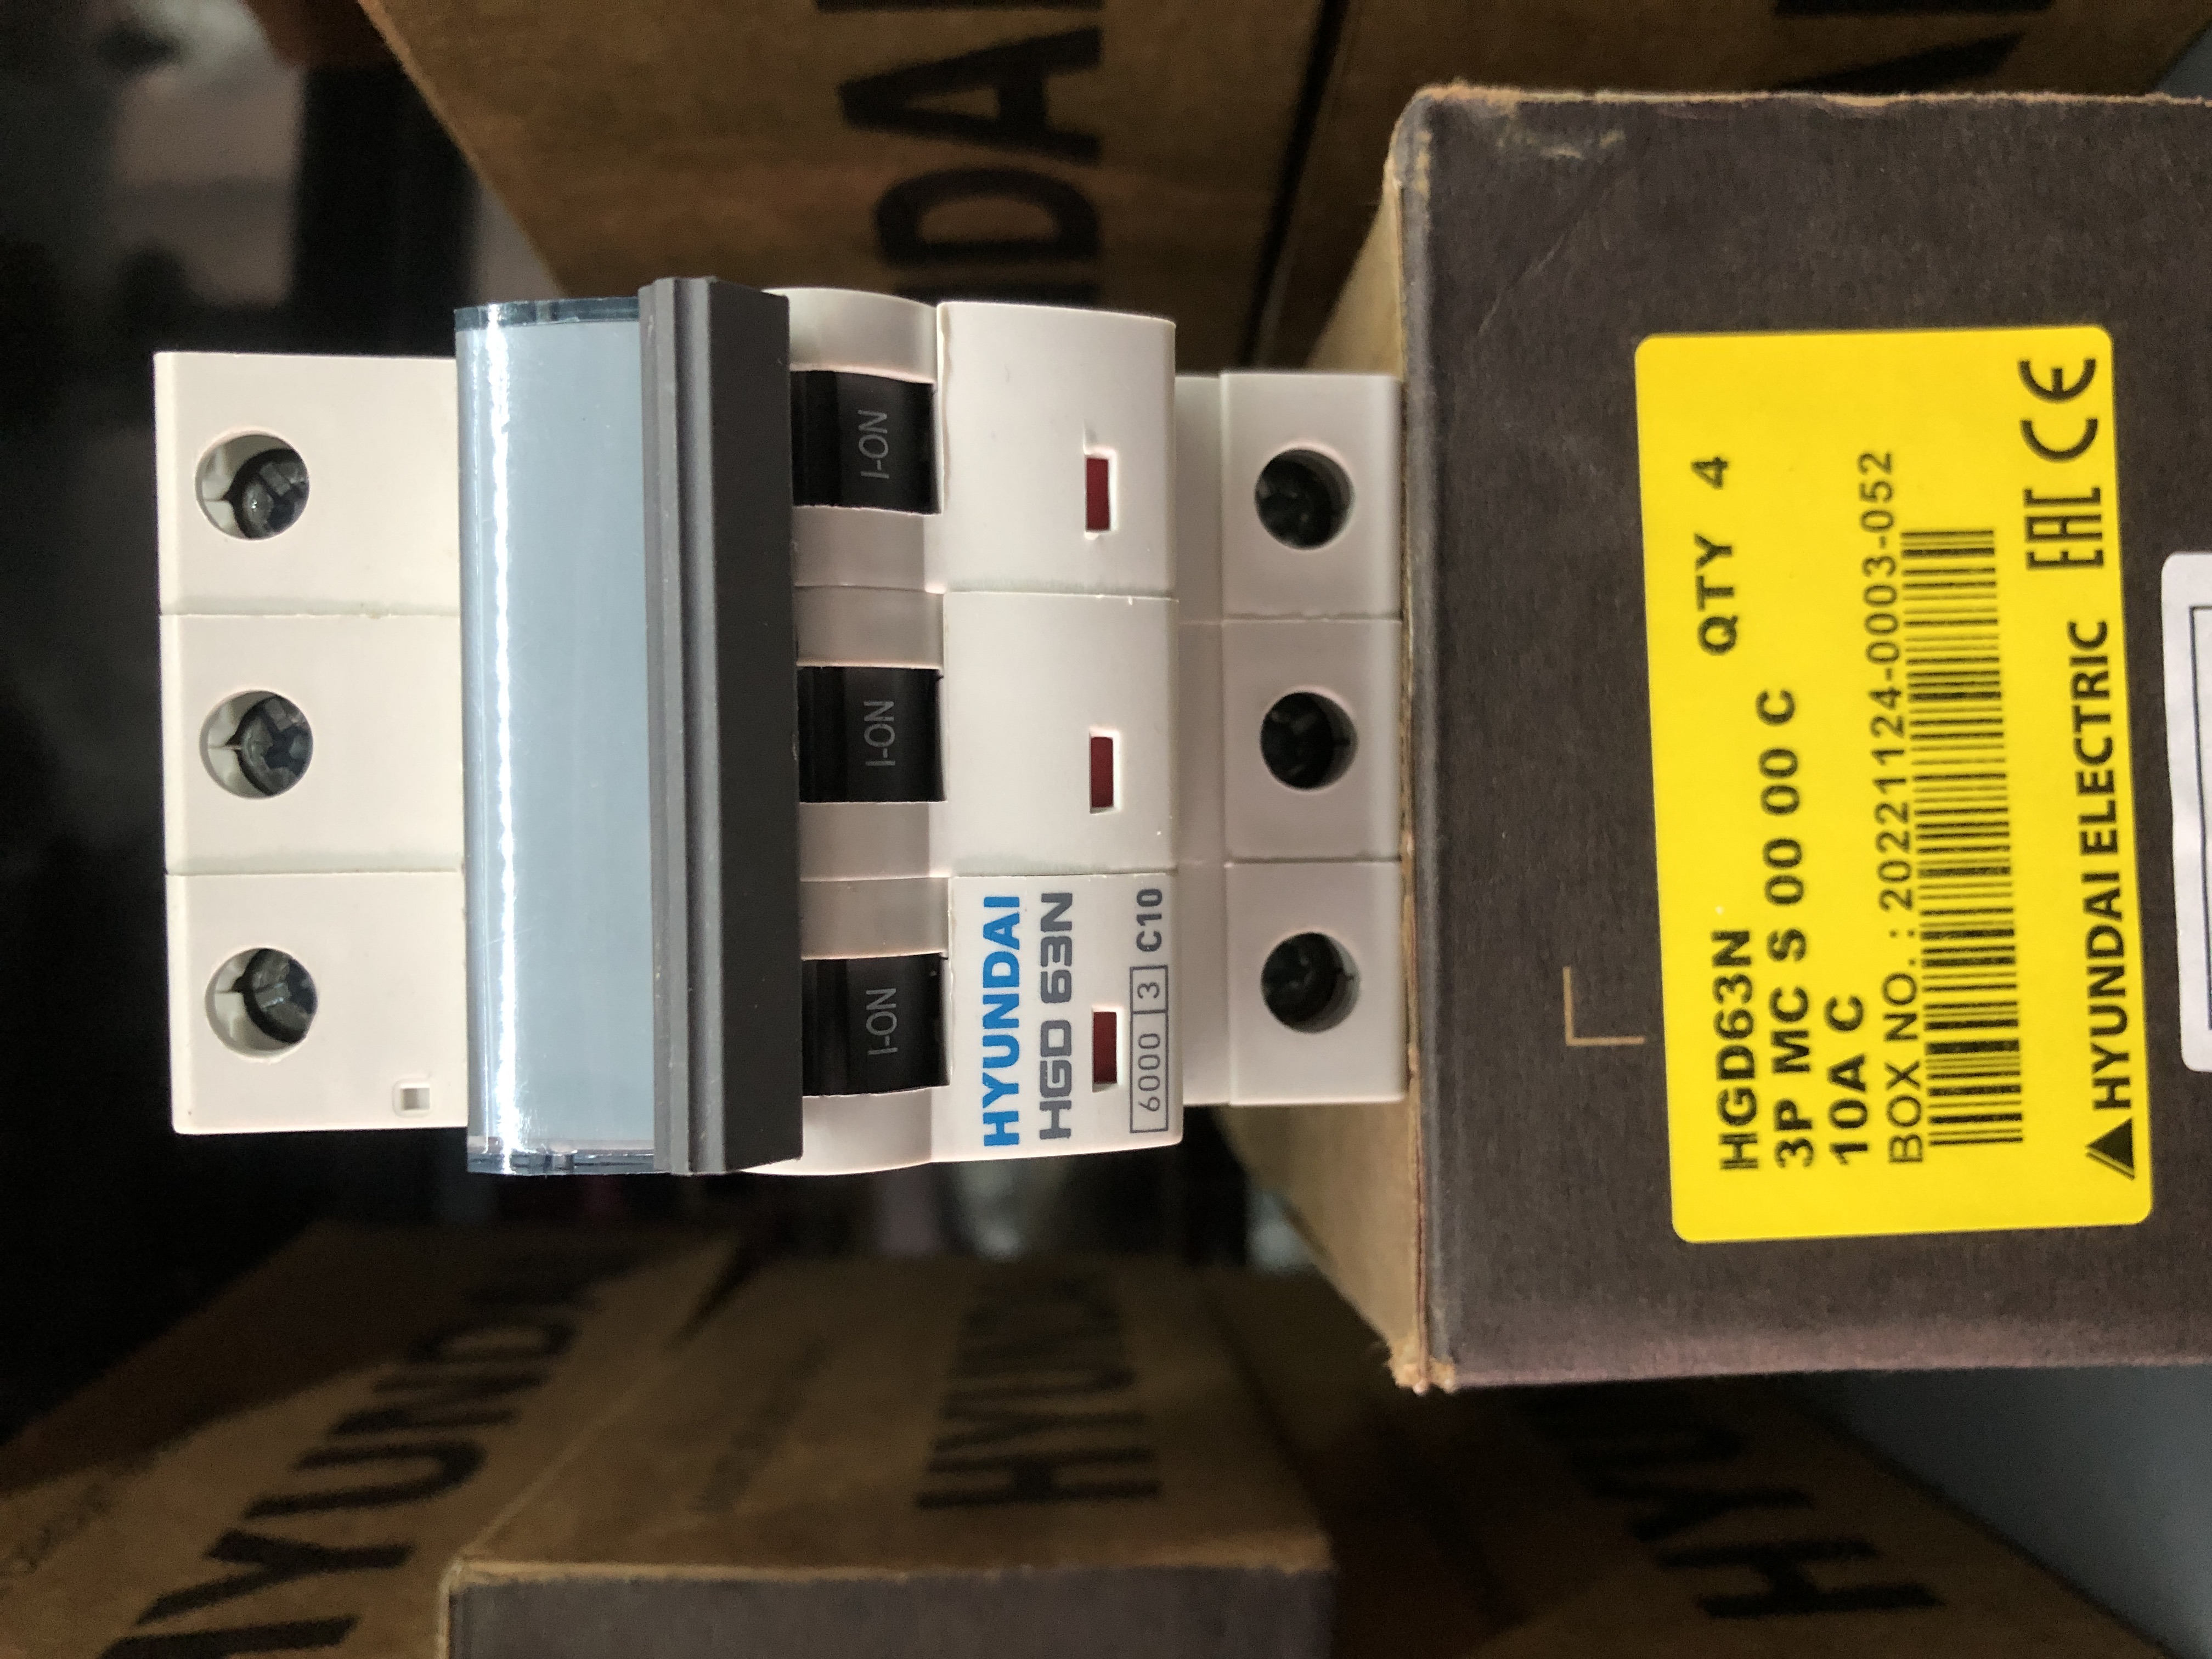 I-ON
I-ON
I-ON
HYUNDAI
HGD 63N
6000 3 C10
HGD63N QTY 4
3P MC S 00 00 C
10A C
BOX NO. : 20221124-0003-052
HYUNDAI ELECTRIC EAC CE